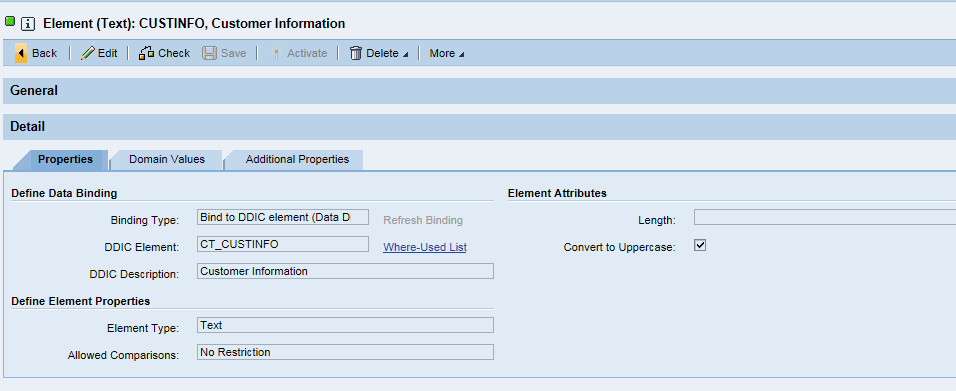 Element (Text): CUSTINFO, Customer Information
Back Edit Check Save Activate Delete More
General
Detail
Properties Domain Values Additional Properties
Define Data Binding Element Attributes
Binding Type: Bind to DDIC element (Data Di Refresh Binding Length:
DDIC Element: CT_CUSTINFO Where-Used List Convert to Uppercase:
DDIC Description: Customer Information
Define Element Properties
Element Type: Text
Allowed Comparisons: No Restriction